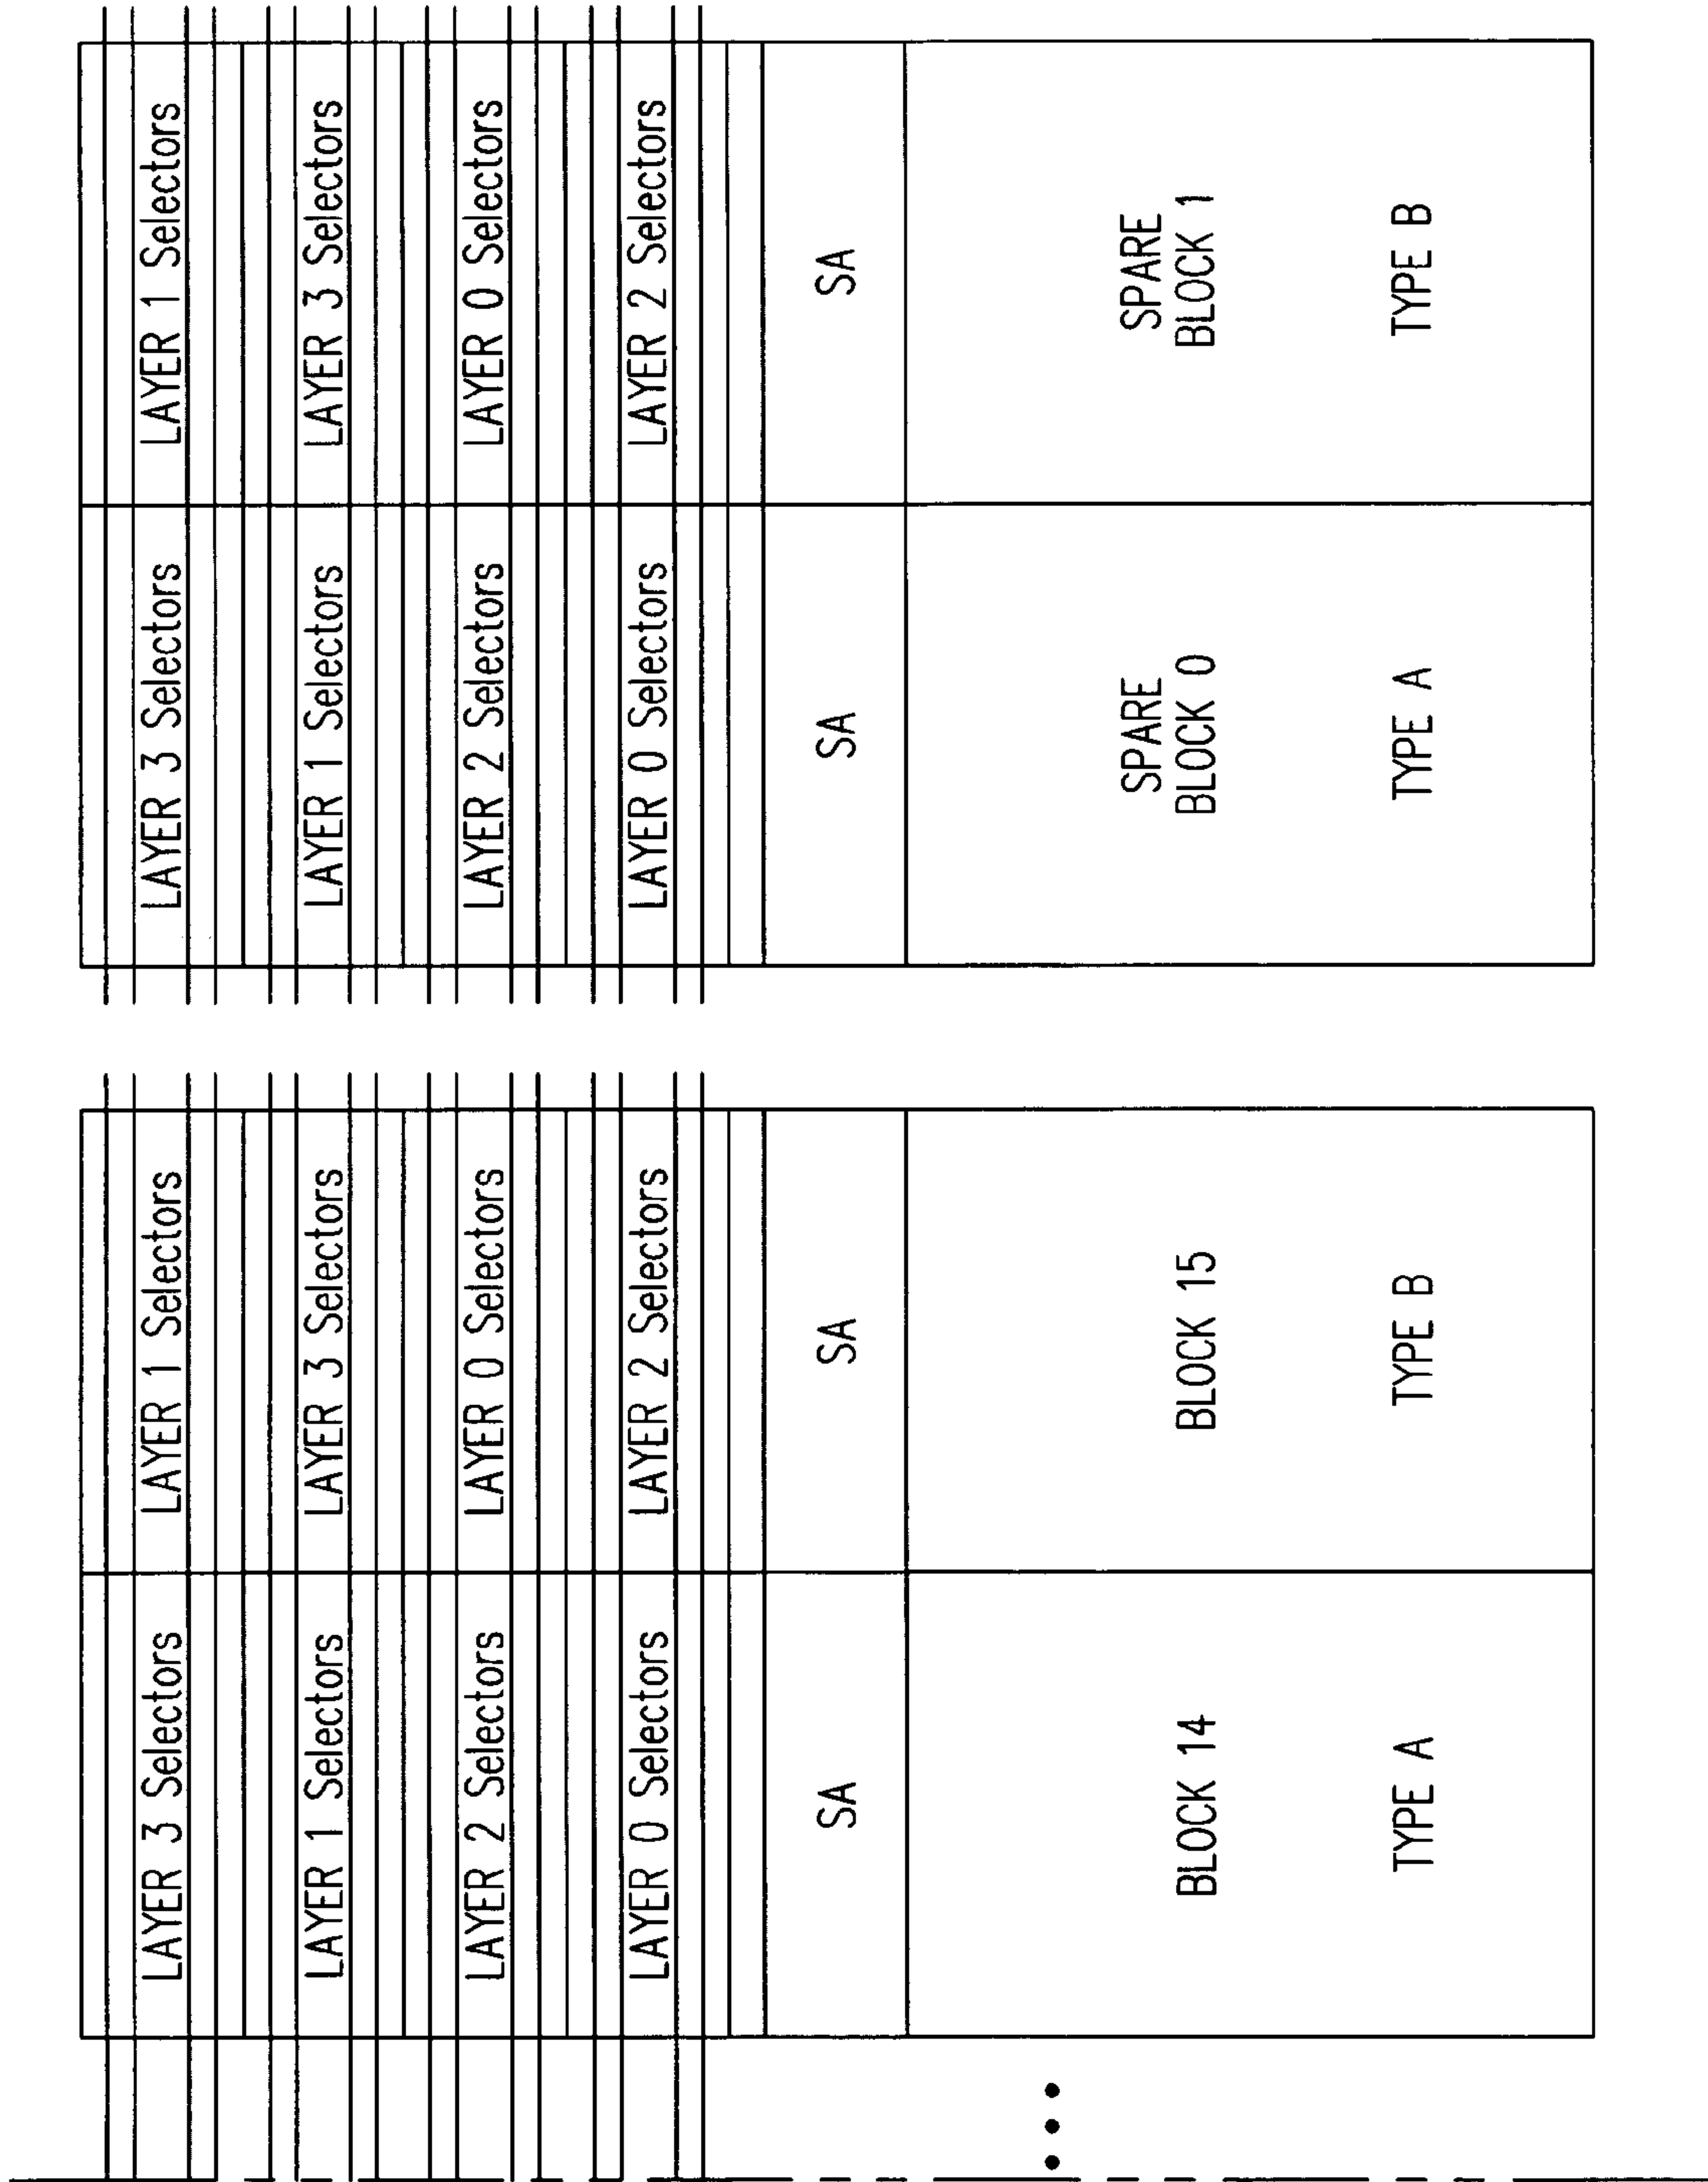 LAYER 3 Selectors
LAYER 1 Selectors
LAYER 2 Selectors
LAYER 0 Selectors
SA
BLOCK 14
TYPE A
LAYER 1 Selectors
LAYER 3 Selectors
LAYER 0 Selectors
LAYER 2 Selectors
SA
BLOCK 15
TYPE B
LAYER 3 Selectors
LAYER 1 Selectors
LAYER 2 Selectors
LAYER 0 Selectors
SA
SPARE
BLOCK 0
TYPE A
LAYER 1 Selectors
LAYER 3 Selectors
LAYER 0 Selectors
LAYER 2 Selectors
SA
SPARE
BLOCK 1
TYPE B